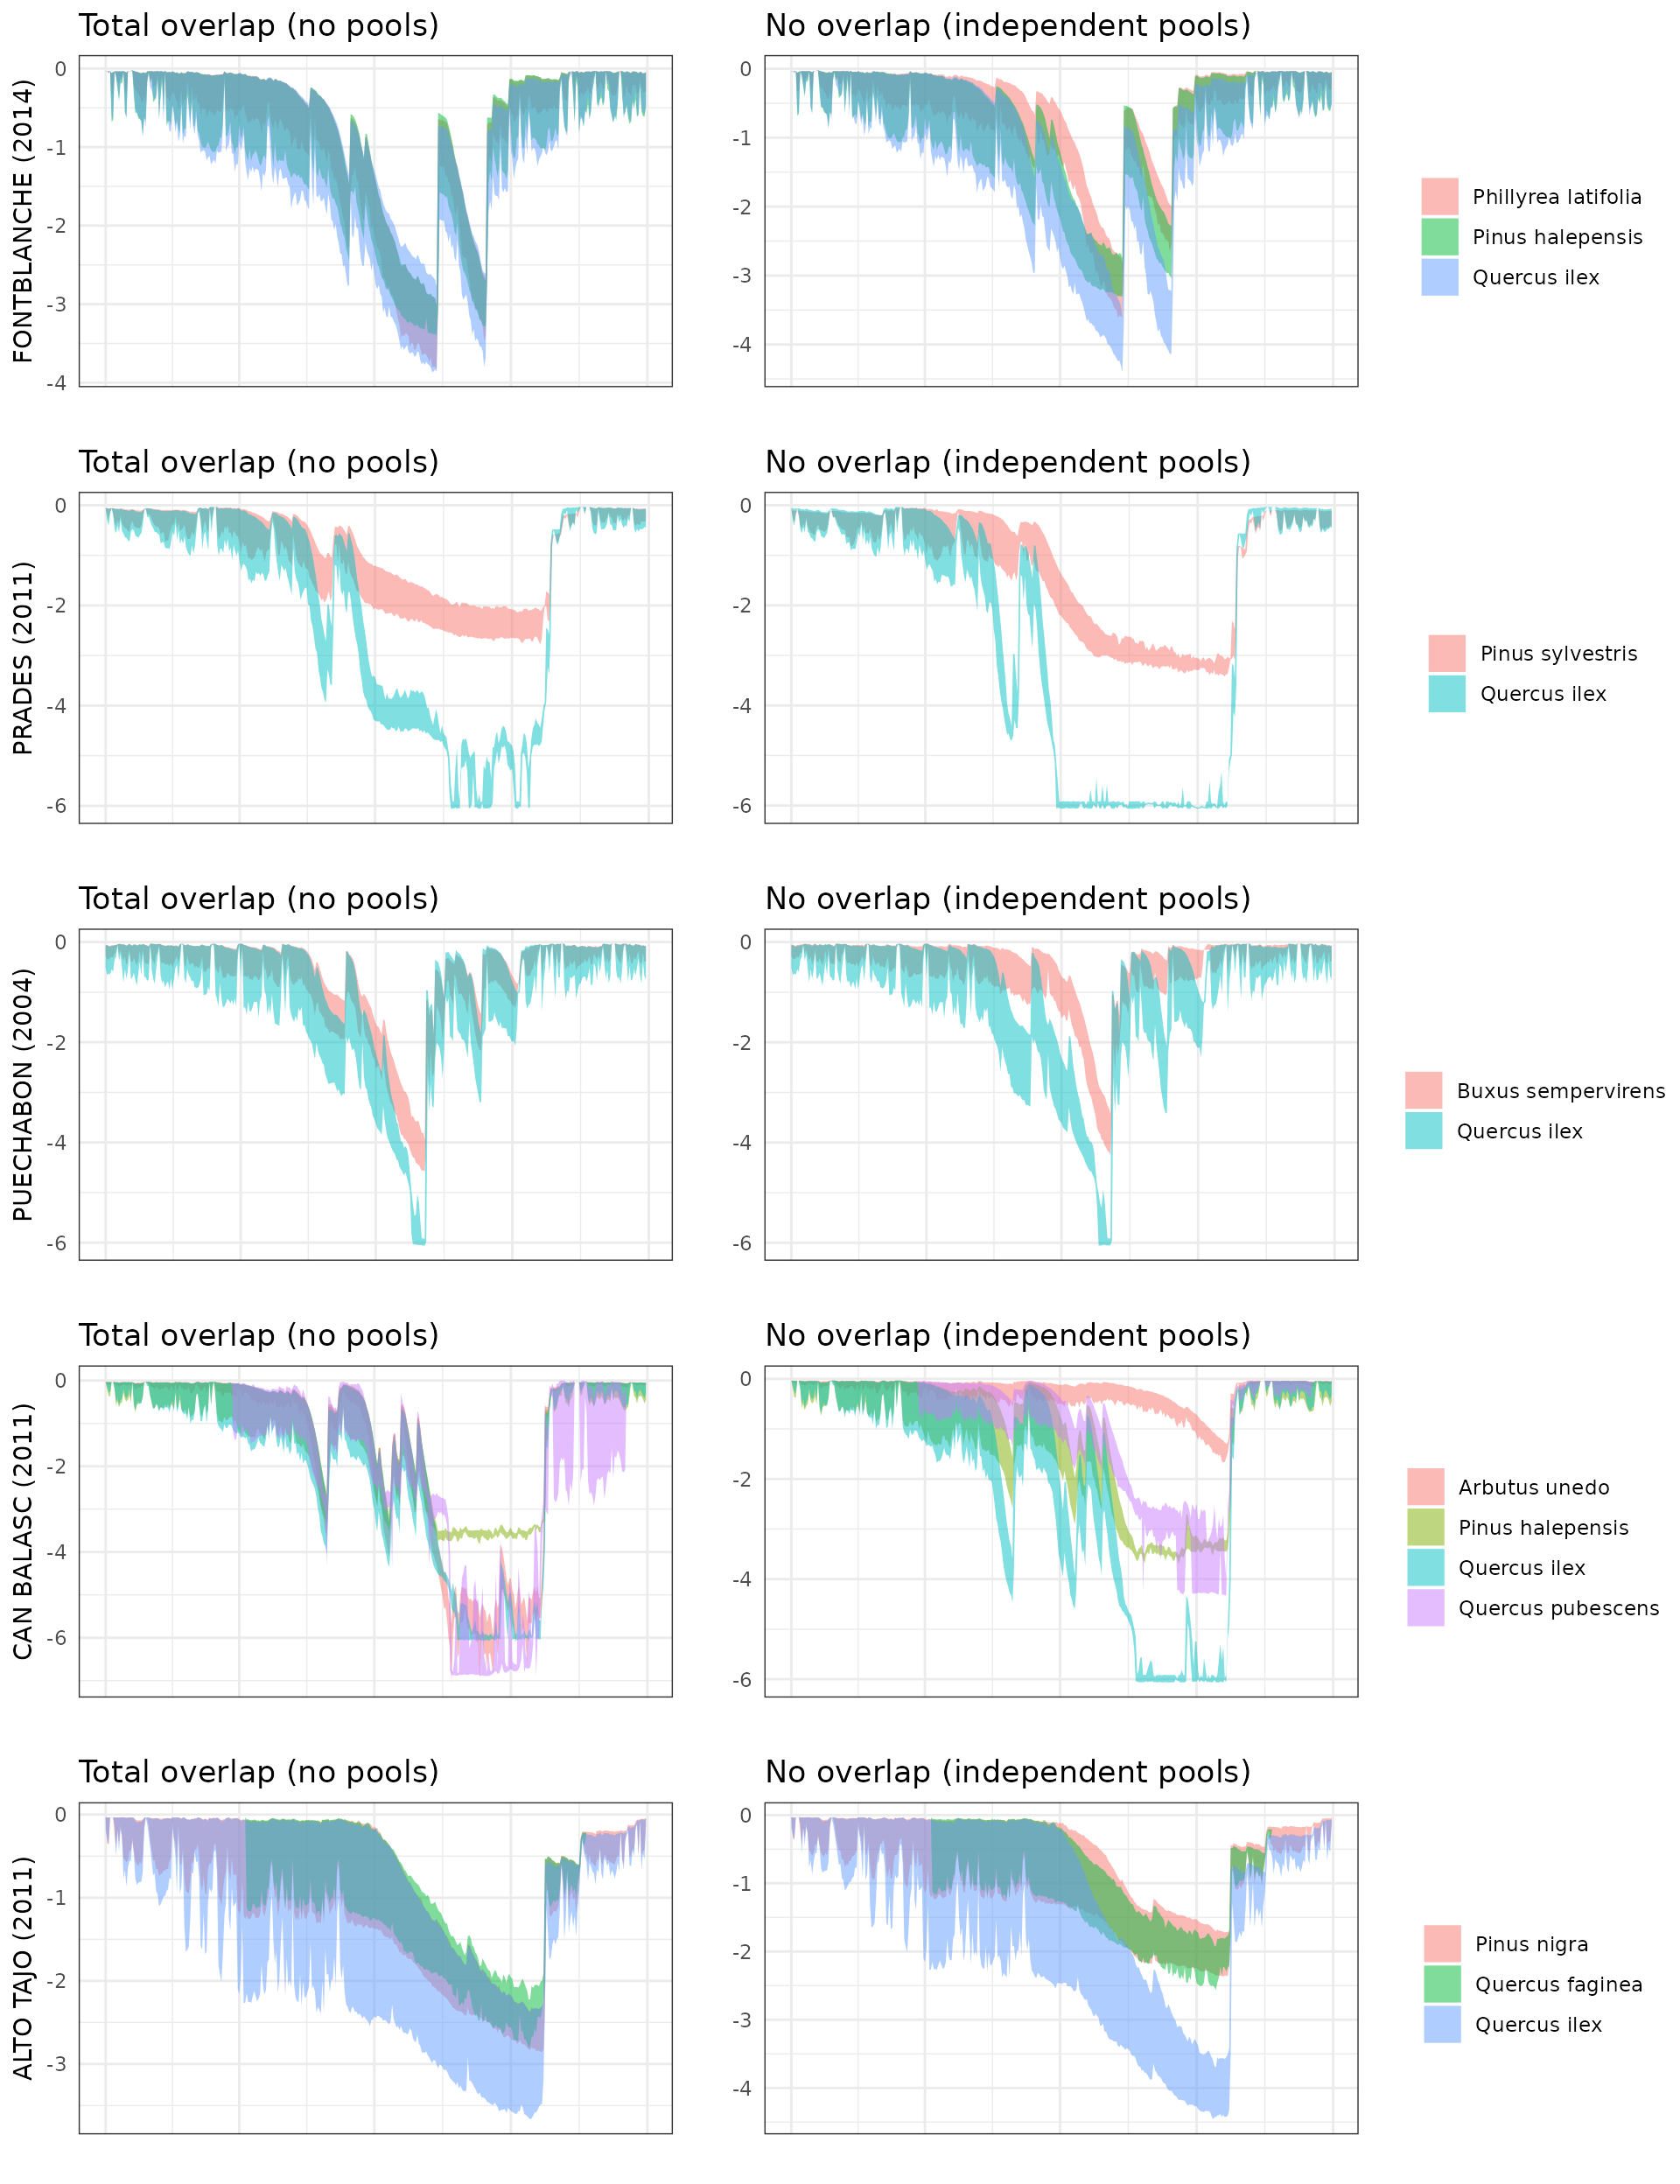 Total overlap (no pools)
No overlap (independent pools)
FONTBLANCHE (2014)
0
-1
-2
-3
-4
0
-1
-2
-3
-4
Phillyrea latifolia
Pinus halepensis
Quercus ilex
Total overlap (no pools)
No overlap (independent pools)
PRADES (2011)
0
-2
-4
-6
0
-2
-4
-6
Pinus sylvestris
Quercus ilex
Total overlap (no pools)
No overlap (independent pools)
PUECHABON (2004)
0
-2
-4
-6
0
-2
-4
-6
Buxus sempervirens
Quercus ilex
Total overlap (no pools)
No overlap (independent pools)
CAN BALASC (2011)
0
-2
-4
-6
0
-2
-4
-6
Arbutus unedo
Pinus halepensis
Quercus ilex
Quercus pubescens
Total overlap (no pools)
No overlap (independent pools)
ALTO TAJO (2011)
0
-1
-2
-3
0
-1
-2
-3
-4
Pinus nigra
Quercus faginea
Quercus ilex